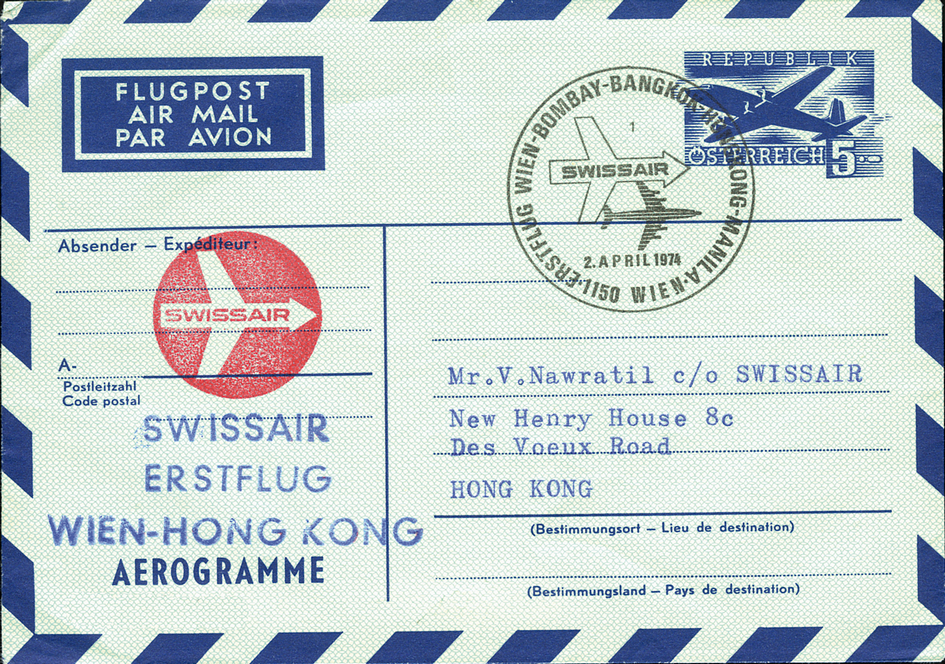 FLUGPOST
AIR MAIL
PAR AVION
REPUBLIK
ÖSTERREICH 5
ERSTFLUG WIEN-BOMBAY-BANGKOK-HONGKONG-MANILA
1
SWISSAIR
2. APRIL 1974
1150 WIEN · A
Absender – Expéditeur:
SWISSAIR
A-
Postleitzahl
Code postal
SWISSAIR
ERSTFLUG
WIEN-HONG KONG
AEROGRAMME
Mr.V.Nawratil c/o SWISSAIR
New Henry House 8c
Des Voeux Road
HONG KONG
(Bestimmungsort – Lieu de destination)
(Bestimmungsland – Pays de destination)